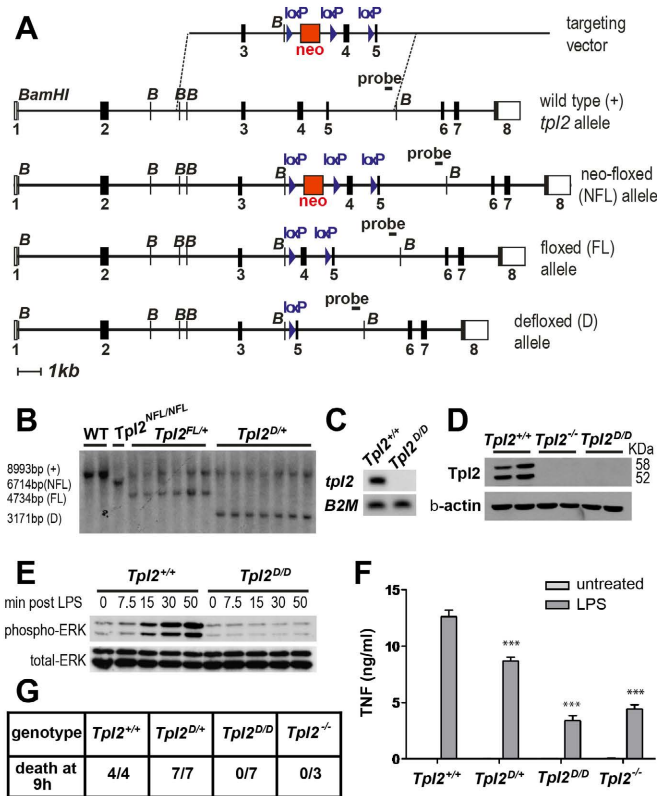 A
loxP loxP loxP
B
3 neo 4 5
targeting
vector
probe
BamHI B B B B
1 2 3 4 5 6 7 8
wild type (+)
tpl2 allele
loxP loxP loxP probe
B B B B B B
1 2 3 neo 4 5 6 7 8
neo-floxed
(NFL) allele
loxP loxP probe
B B B B B B
1 2 3 4 5 6 7 8
floxed (FL)
allele
loxP probe
B B B B B B
1 2 3 5 6 7 8
defloxed (D)
allele
1kb
B
WT Tpl2NFL/NFL Tpl2FL/+ Tpl2D/+
8993bp (+)
6714bp(NFL)
4734bp (FL)
3171bp (D)
C
Tpl2+/+ Tpl2D/D
tpl2
B2M
D
Tpl2+/+ Tpl2-/- Tpl2D/D
KDa
Tpl2 58
52
b-actin
E
Tpl2+/+ Tpl2D/D
min post LPS 0 7.5 15 30 50 0 7.5 15 30 50
phospho-ERK
total-ERK
F
untreated
LPS
TNF (ng/ml)
15
10
5
0
***
***
***
Tpl2+/+ Tpl2D/+ Tpl2D/D Tpl2-/-
G
genotype Tpl2+/+ Tpl2D/+ Tpl2D/D Tpl2-/-
death at
9h 4/4 7/7 0/7 0/3